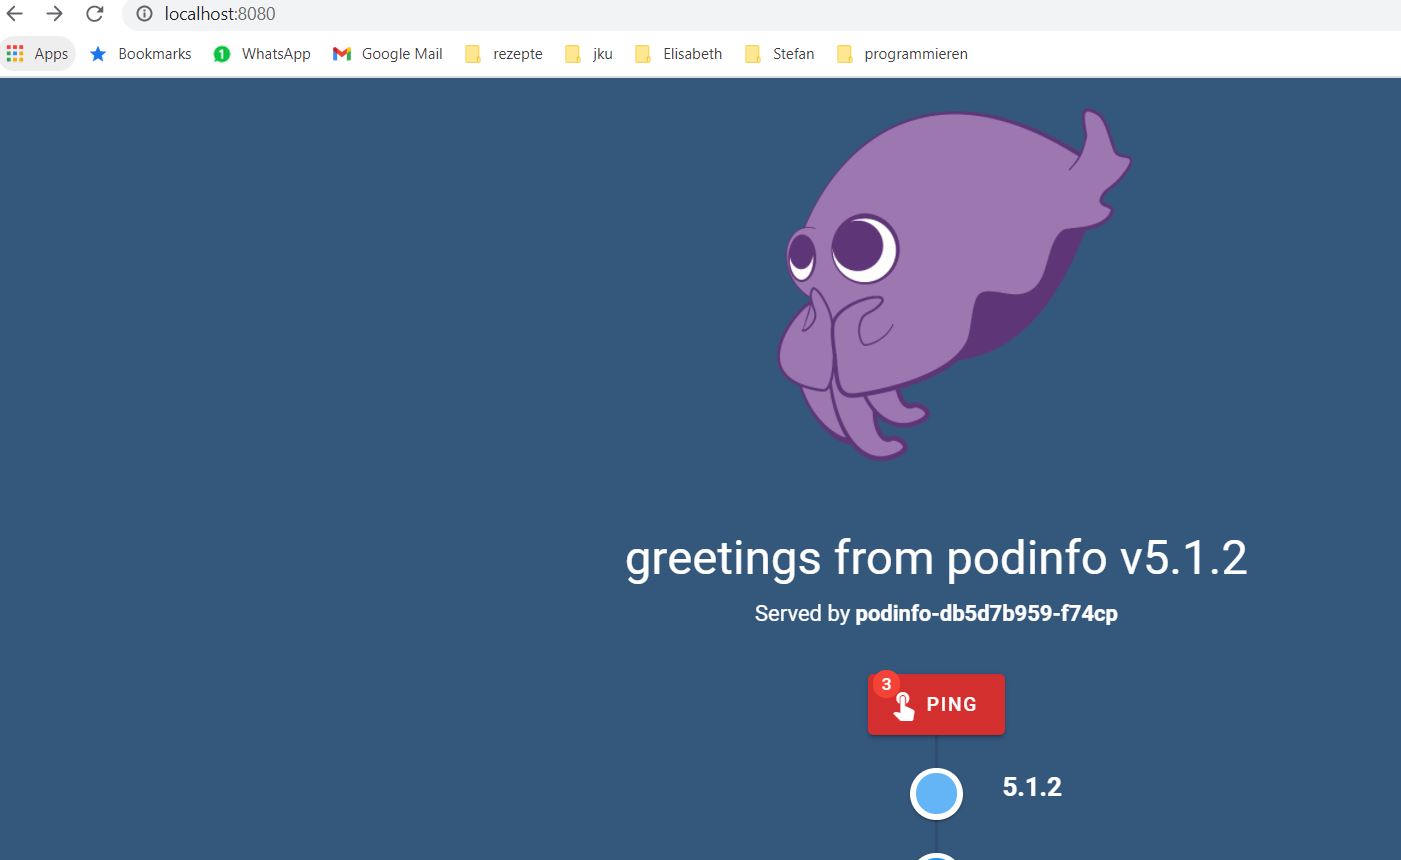 localhost:8080
Apps Bookmarks 1 WhatsApp Google Mail rezepte jku Elisabeth Stefan programmieren
greetings from podinfo v5.1.2
Served by podinfo-db5d7b959-f74cp
3
PING
5.1.2